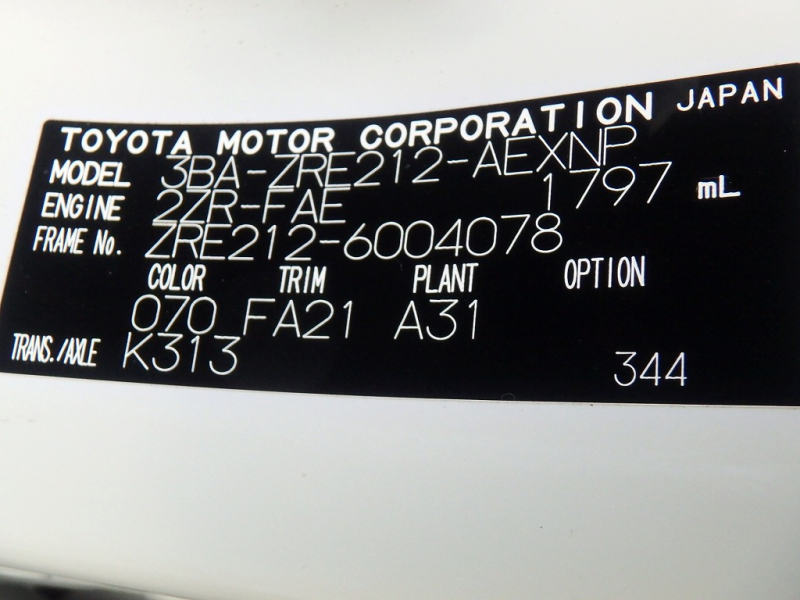 TOYOTA MOTOR CORPORATION JAPAN
MODEL 3BA-ZRE212-AEXNP
ENGINE 2ZR-FAE 1797 mL
FRAME No. ZRE212-6004078
COLOR TRIM PLANT OPTION
070 FA21 A31
TRANS./AXLE K313
344